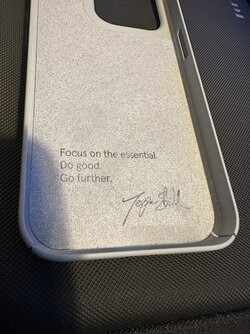 Focus on the essential.
Do good.
Go further.